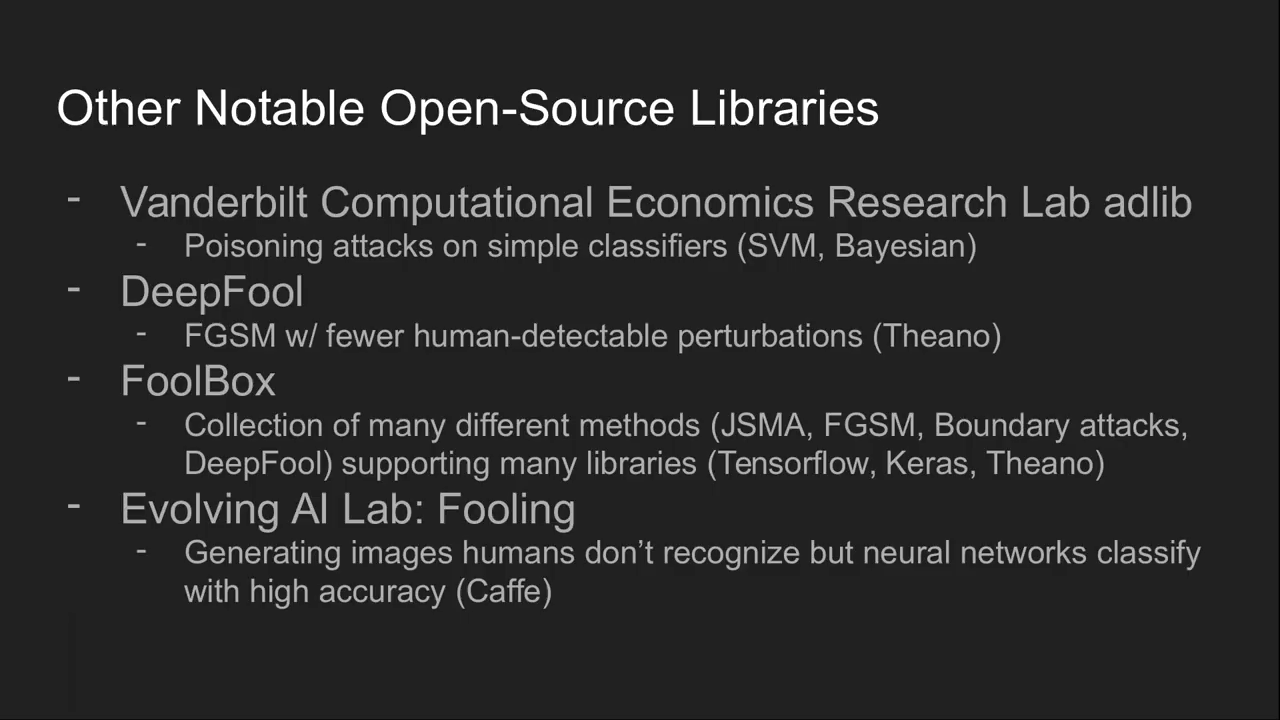 Other Notable Open-Source Libraries
- Vanderbilt Computational Economics Research Lab adlib
- Poisoning attacks on simple classifiers (SVM, Bayesian)
- DeepFool
- FGSM w/ fewer human-detectable perturbations (Theano)
- FoolBox
- Collection of many different methods (JSMA, FGSM, Boundary attacks,
DeepFool) supporting many libraries (Tensorflow, Keras, Theano)
- Evolving AI Lab: Fooling
- Generating images humans don’t recognize but neural networks classify
with high accuracy (Caffe)